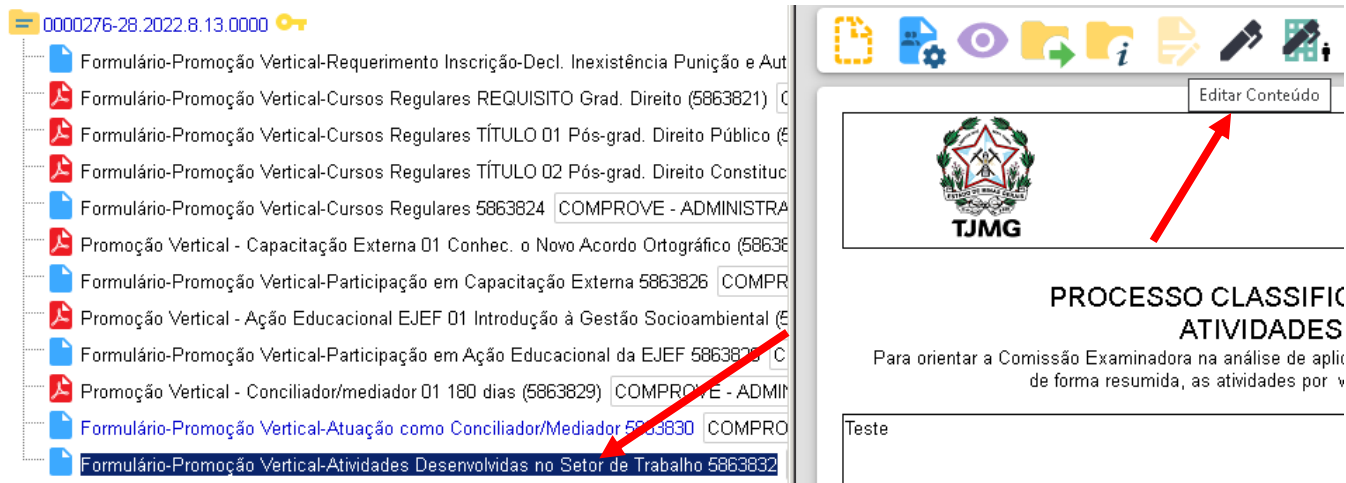 0000276-28.2022.8.13.0000
Formulário-Promoção Vertical-Requerimento Inscrição-Decl. Inexistência Punição e Aut
Formulário-Promoção Vertical-Cursos Regulares REQUISITO Grad. Direito (5863821)
Formulário-Promoção Vertical-Cursos Regulares TÍTULO 01 Pós-grad. Direito Público (5
Formulário-Promoção Vertical-Cursos Regulares TÍTULO 02 Pós-grad. Direito Constituc
Formulário-Promoção Vertical-Cursos Regulares 5863824 COMPROVE - ADMINISTRA
Promoção Vertical - Capacitação Externa 01 Conhec. o Novo Acordo Ortográfico (58638
Formulário-Promoção Vertical-Participação em Capacitação Externa 5863826 COMPR
Promoção Vertical - Ação Educacional EJEF 01 Introdução à Gestão Socioambiental (5
Formulário-Promoção Vertical-Participação em Ação Educacional da EJEF C
Promoção Vertical - Conciliador/mediador 01 180 dias (5863829) COMPROVE - ADMIN
Formulário-Promoção Vertical-Atuação como Conciliador/Mediador 5863830 COMPRO
Formulário-Promoção Vertical-Atividades Desenvolvidas no Setor de Trabalho 5863832
Editar Conteúdo
TJMG
PROCESSO CLASSIFIC
ATIVIDADES
Para orientar a Comissão Examinadora na análise de aplic
de forma resumida, as atividades por v
Teste